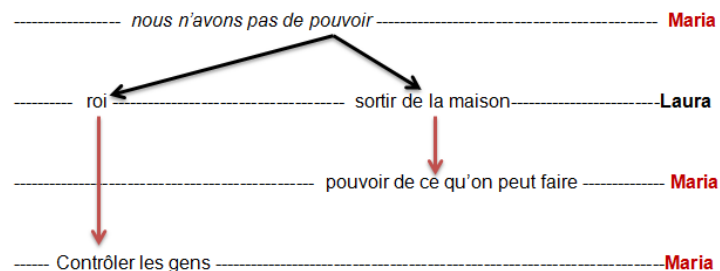 nous n'avons pas de pouvoir Maria
roi sortir de la maison Laura
pouvoir de ce qu'on peut faire Maria
Contrôler les gens Maria